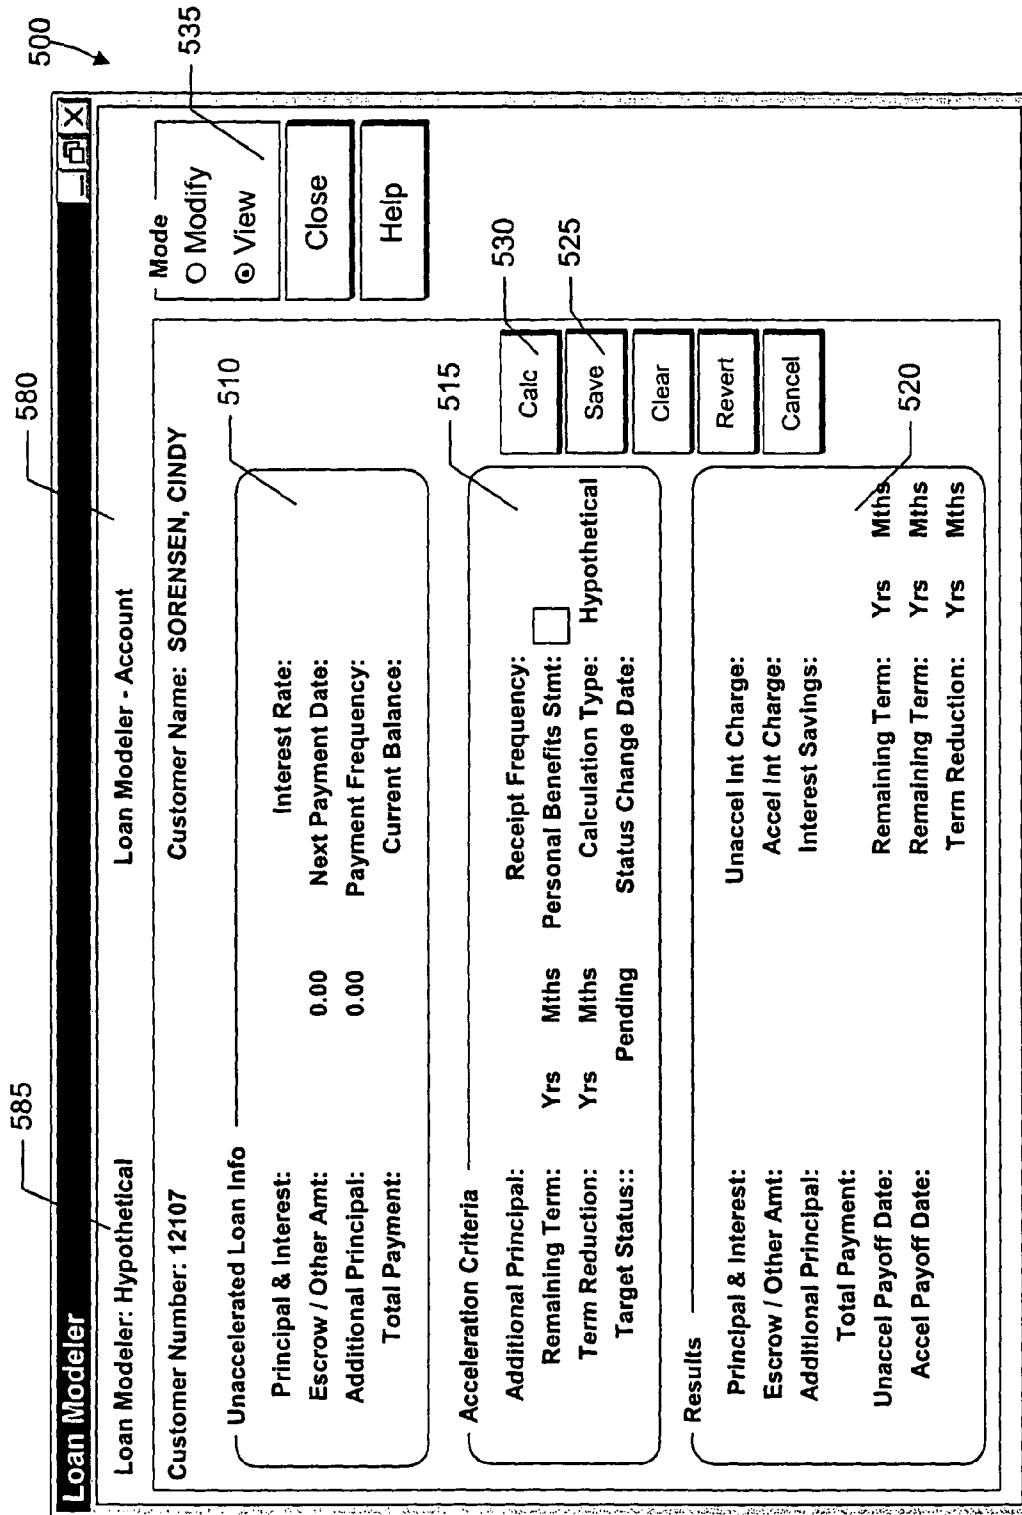 500
580
585
535
Loan Modeler
Loan Modeler: Hypothetical Loan Modeler - Account
Customer Number: 12107 Customer Name: SORENSEN, CINDY
Mode
Modify
View
Close
Help
510
Unaccelerated Loan Info
Principal & Interest: Interest Rate:
Escrow / Other Amt: 0.00 Next Payment Date:
Additional Principal: 0.00 Payment Frequency:
Total Payment: Current Balance:
515
Acceleration Criteria
Additional Principal: Receipt Frequency:
Remaining Term: Yrs Mths Personal Benefits Stmt:
Term Reduction: Yrs Mths Calculation Type: Hypothetical
Target Status:: Pending Status Change Date:
530
525
Calc
Save
Clear
Revert
Cancel
520
Results
Principal & Interest: Unaccel Int Charge:
Escrow / Other Amt: Accel Int Charge:
Additional Principal: Interest Savings:
Total Payment:
Unaccel Payoff Date: Remaining Term: Yrs Mths
Accel Payoff Date: Remaining Term: Yrs Mths
Term Reduction: Yrs Mths